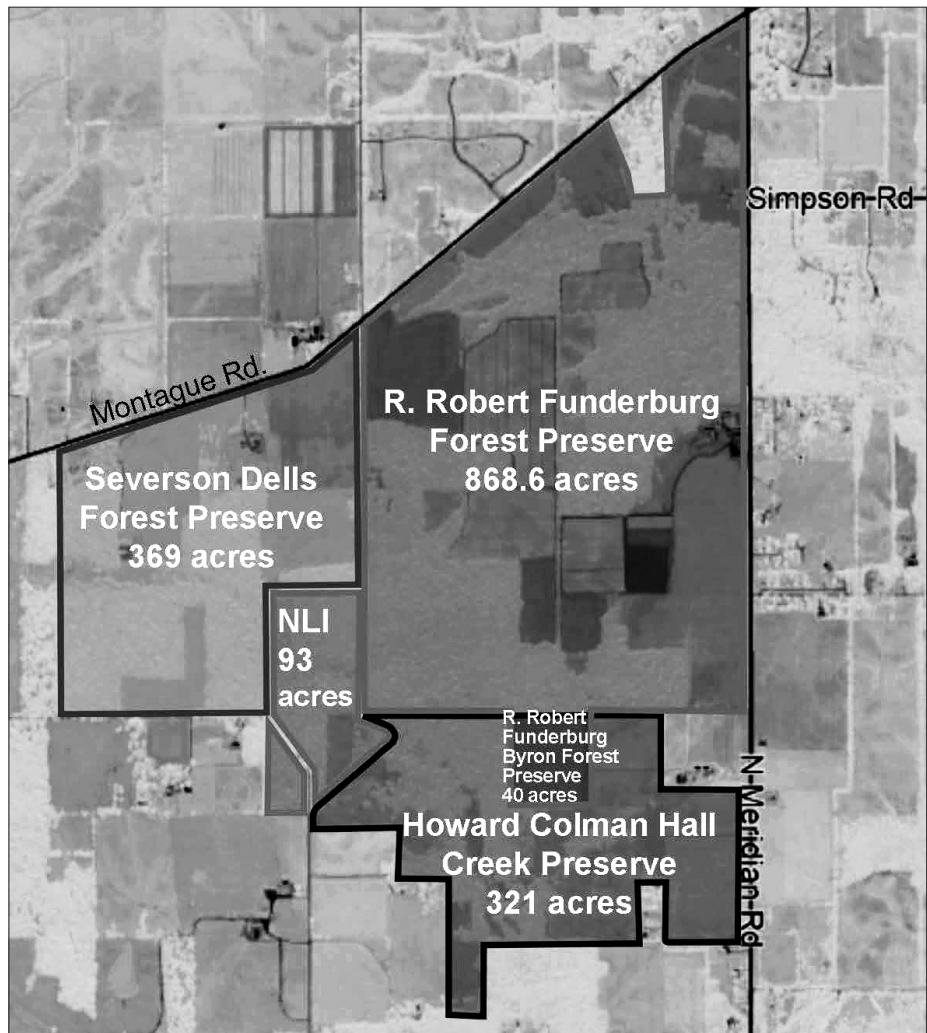 Simpson Rd
Montague Rd.
R. Robert Funderburg
Forest Preserve
868.6 acres
Severson Dells
Forest Preserve
369 acres
NLI
93
acres
R. Robert
Funderburg
Byron Forest
Preserve
40 acres
N-Meridian-Rd
Howard Colman Hall
Creek Preserve
321 acres